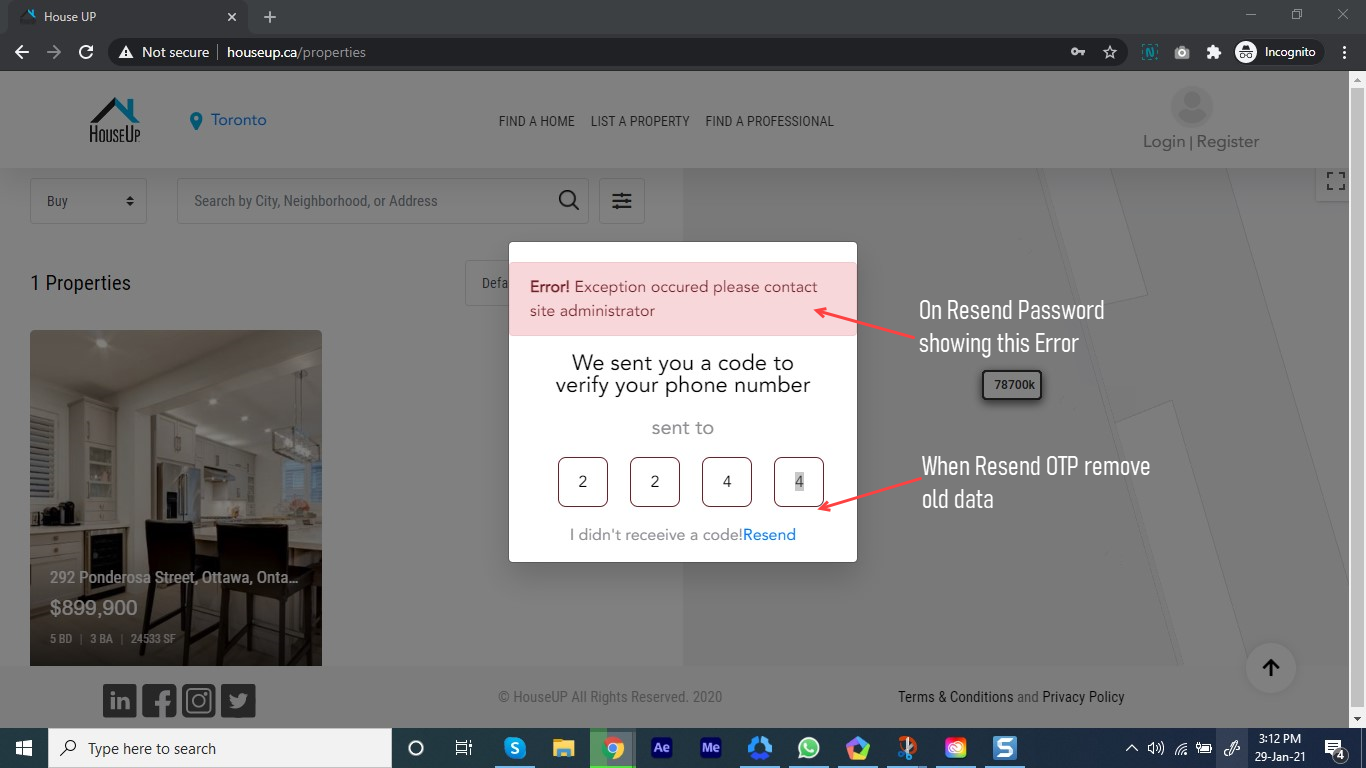 House UP
Not secure
houseup.ca/properties
Incognito
HOUSEUP
Toronto
FIND A HOME
LIST A PROPERTY
FIND A PROFESSIONAL
Login | Register
Buy
Search by City, Neighborhood, or Address
1 Properties
Defa
Error! Exception occured please contact
site administrator
We sent you a code to
verify your phone number
sent to
2 2 4 4
I didn't receeive a code!Resend
On Resend Password
showing this Error
78700k
When Resend OTP remove
old data
292 Ponderosa Street, Ottawa, Onta...
$899,900
5 BD | 3 BA | 24533 SF
© HouseUP All Rights Reserved. 2020
Terms & Conditions and Privacy Policy
Type here to search
Ae
Me
3:12 PM
29-Jan-21
4